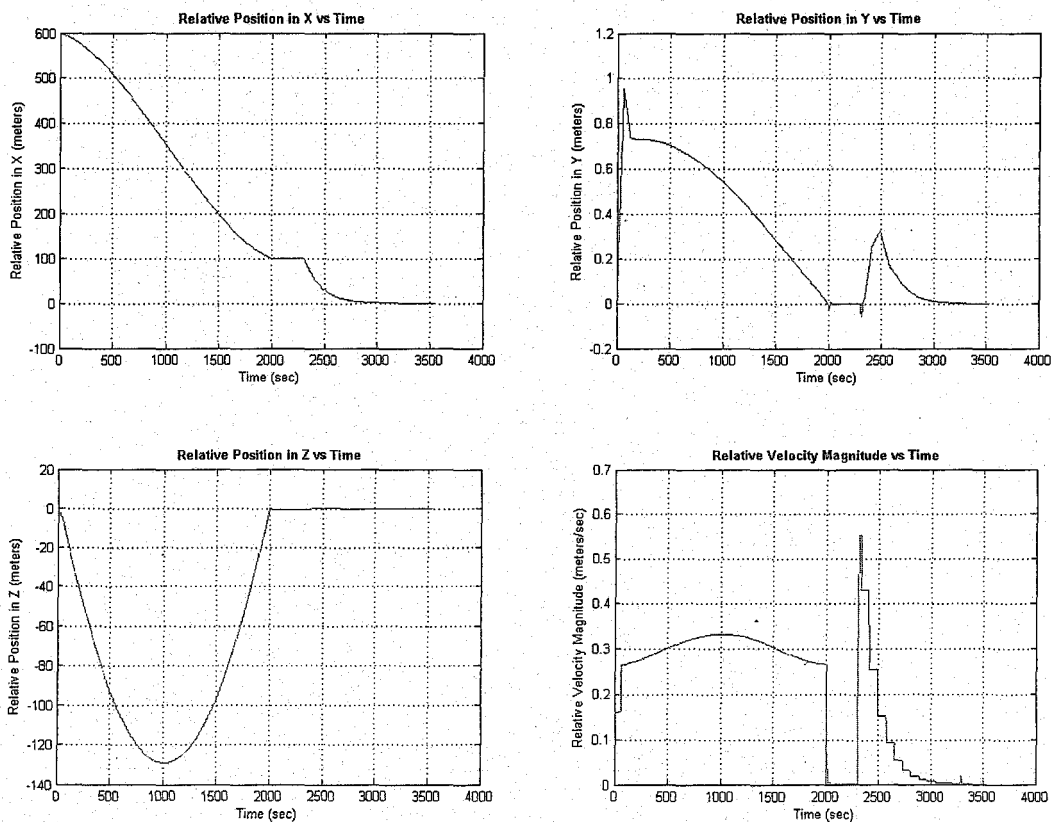 Relative Position in X vs Time
600
500
400
300
200
100
0
-100
Relative Position in X (meters)
0 500 1000 1500 2000 2500 3000 3500 4000
Time (sec)
Relative Position in Y vs Time
1.2
1
0.8
0.6
0.4
0.2
0
-0.2
Relative Position in Y (meters)
0 500 1000 1500 2000 2500 3000 3500 4000
Time (sec)
Relative Position in Z vs Time
20
0
-20
-40
-60
-80
-100
-120
-140
Relative Position in Z (meters)
0 500 1000 1500 2000 2500 3000 3500 4000
Time (sec)
Relative Velocity Magnitude vs Time
0.7
0.6
0.5
0.4
0.3
0.2
0.1
0
Relative Velocity Magnitude (meters/sec)
0 500 1000 1500 2000 2500 3000 3500 4000
Time (sec)